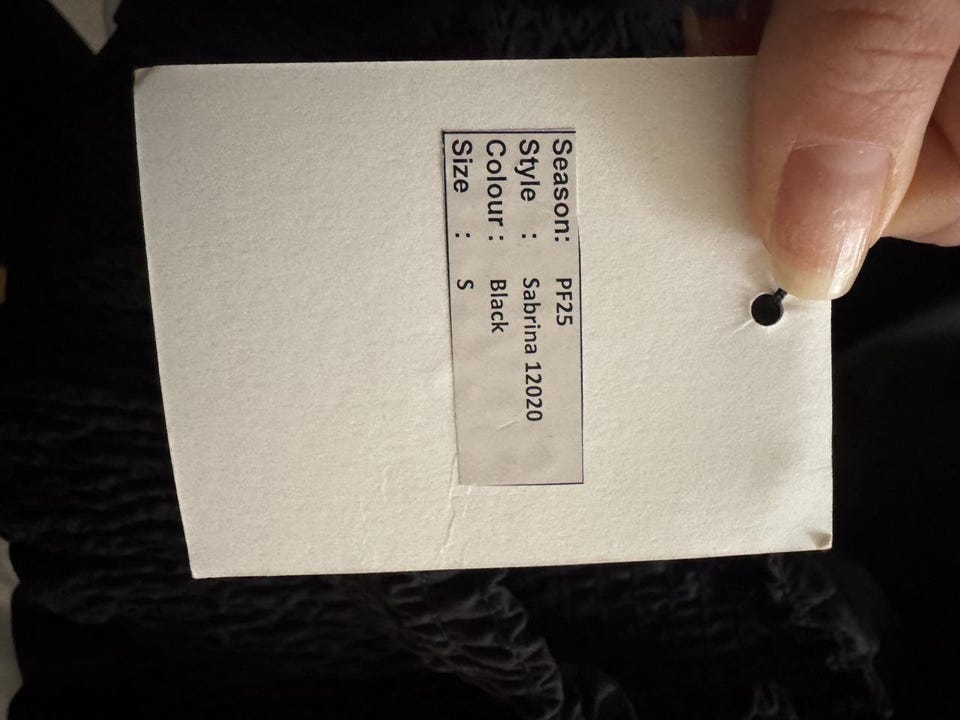 Season: PF25
Style : Sabrina 12020
Colour : Black
Size : S